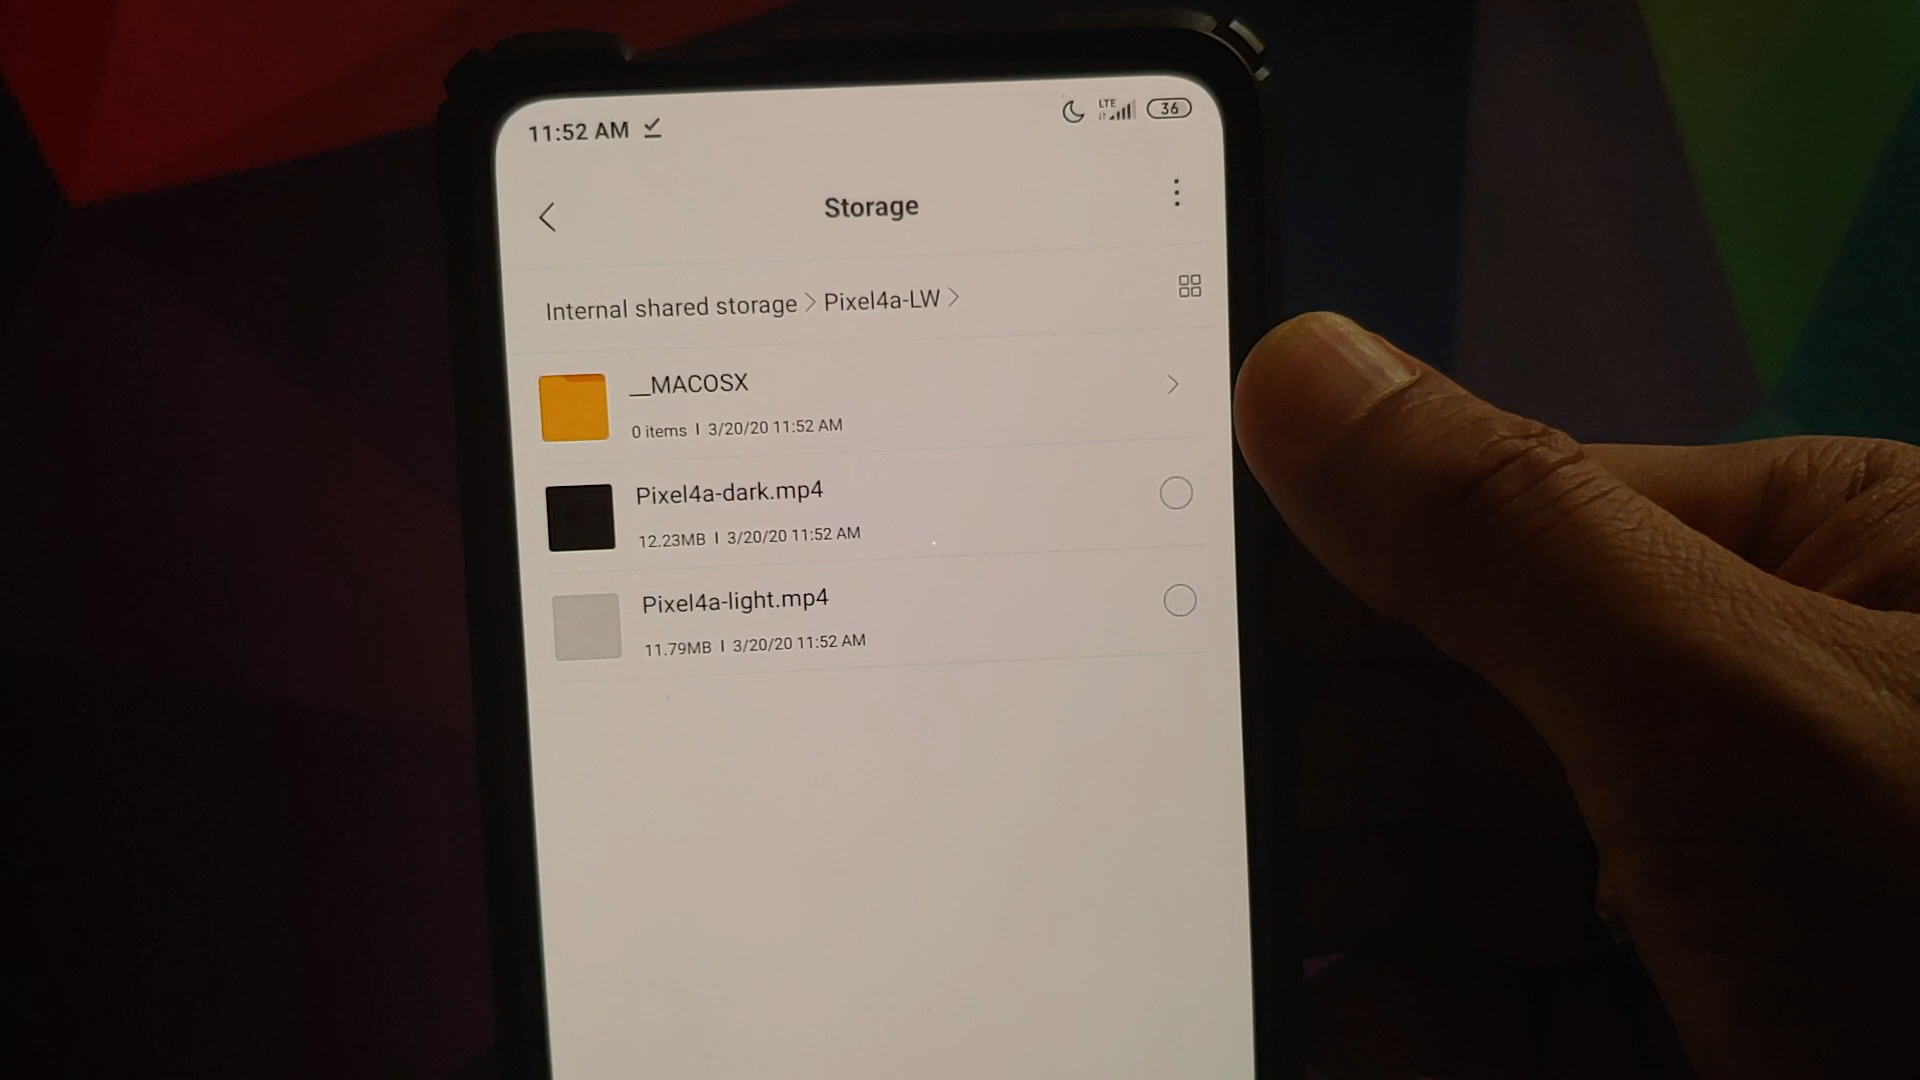 11:52 AM
LTE
36
Storage
Internal shared storage > Pixel4a-LW >
__MACOSX
0 items | 3/20/20 11:52 AM
Pixel4a-dark.mp4
12.23MB | 3/20/20 11:52 AM
Pixel4a-light.mp4
11.79MB | 3/20/20 11:52 AM